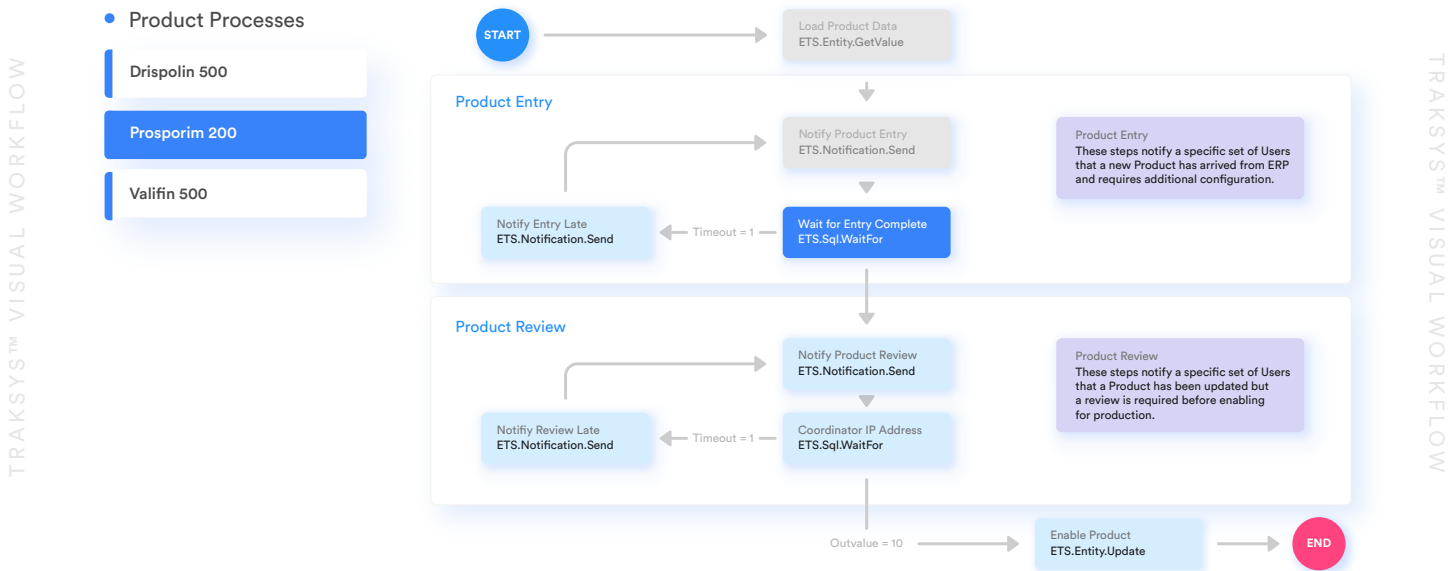 TRAKSYS™ VISUAL WORKFLOW
Product Processes
Drispolin 500
Prosporim 200
Valifin 500
START
Load Product Data
ETS.Entity.GetValue
Product Entry
Notify Product Entry
ETS.Notification.Send
Product Entry
These steps notify a specific set of Users
that a new Product has arrived from ERP
and requires additional configuration.
Notify Entry Late
ETS.Notification.Send
Timeout = 1
Wait for Entry Complete
ETS.Sql.WaitFor
Product Review
Notify Product Review
ETS.Notification.Send
Product Review
These steps notify a specific set of Users
that a Product has been updated but
a review is required before enabling
for production.
Notifiy Review Late
ETS.Notification.Send
Timeout = 1
Coordinator IP Address
ETS.Sql.WaitFor
Outvalue = 10
Enable Product
ETS.Entity.Update
END
TRAKSYS™ VISUAL WORKFLOW